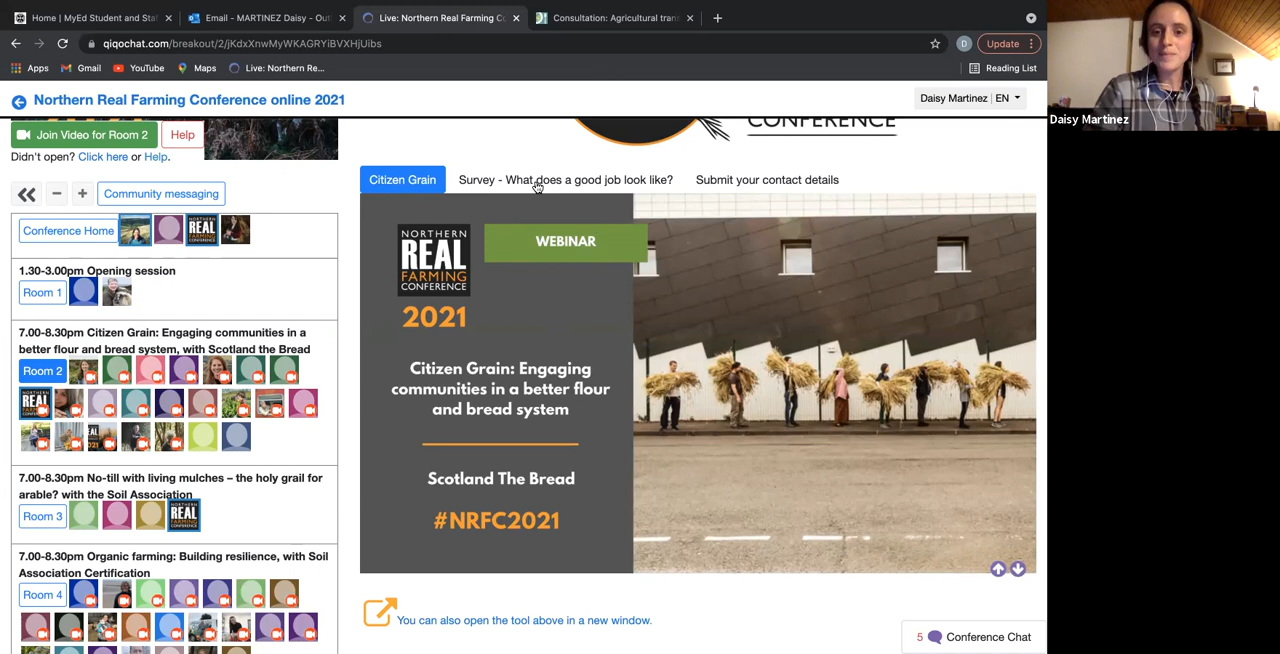 Home | MyEd Student and Sta
Email - MARTINEZ Daisy - Out
Live: Northern Real Farming Co
Consultation: Agricultural tran
qiqochat.com/breakout/2/jKdxXnwMyWKAGRYiBVXHjUibs
D
Update
Apps
Gmail
YouTube
Maps
Live: Northern Re...
Reading List
Northern Real Farming Conference online 2021
Daisy Martinez | EN
Daisy Martinez
Join Video for Room 2
Help
Didn't open? Click here or Help.
Community messaging
Conference Home
1.30-3.00pm Opening session
Room 1
7.00-8.30pm Citizen Grain: Engaging communities in a
better flour and bread system, with Scotland the Bread
Room 2
7.00-8.30pm No-till with living mulches – the holy grail for
arable? with the Soil Association
Room 3
7.00-8.30pm Organic farming: Building resilience, with Soil
Association Certification
Room 4
CONFERENCE
Citizen Grain
Survey - What does a good job look like?
Submit your contact details
NORTHERN
REAL
FARMING
CONFERENCE
2021
WEBINAR
Citizen Grain: Engaging
communities in a better flour
and bread system
Scotland The Bread
#NRFC2021
You can also open the tool above in a new window.
5 Conference Chat